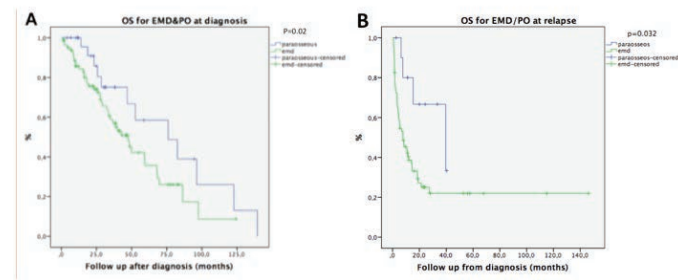 A
OS for EMD&PO at diagnosis
P=0.02
paraosseous
emd
paraosseous-censored
emd-censored
1,0
0,8
0,6
0,4
0,2
0,0
%
,0 25,0 50,0 75,0 100,0 125,0
Follow up after diagnosis (months)
B
OS for EMD/PO at relapse
p=0.032
paraosseos
emd
paraosseos-censored
emd-censored
1,0
0,8
0,6
0,4
0,2
0,0
%
,0 20,0 40,0 60,0 80,0 100,0 120,0 140,0
Follow up from diagnosis (months)